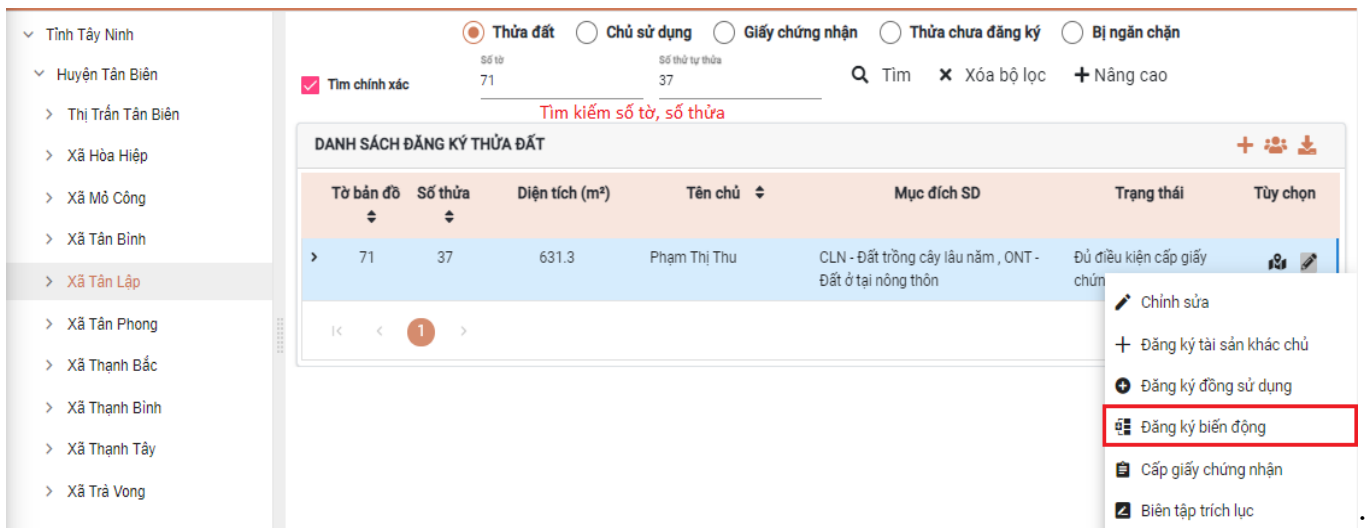 Tỉnh Tây Ninh
Huyện Tân Biên
Thị Trấn Tân Biên
Xã Hòa Hiệp
Xã Mỏ Công
Xã Tân Bình
Xã Tân Lập
Xã Tân Phong
Xã Thạnh Bắc
Xã Thạnh Bình
Xã Thạnh Tây
Xã Trà Vong
Thửa đất Chủ sử dụng Giấy chứng nhận Thửa chưa đăng ký Bị ngăn chặn
Số tờ Số thứ tự thửa
Tìm chính xác 71 37 Tìm Xóa bộ lọc Nâng cao
Tìm kiếm số tờ, số thửa
DANH SÁCH ĐĂNG KÝ THỬA ĐẤT
Tờ bản đồ Số thửa Diện tích (m²) Tên chủ Mục đích SD Trạng thái Tùy chọn
71 37 631.3 Phạm Thị Thu CLN - Đất trồng cây lâu năm , ONT - Đủ điều kiện cấp giấy
Đất ở tại nông thôn
1
Chỉnh sửa
Đăng ký tài sản khác chủ
Đăng ký đồng sử dụng
Đăng ký biến động
Cấp giấy chứng nhận
Biên tập trích lục
.